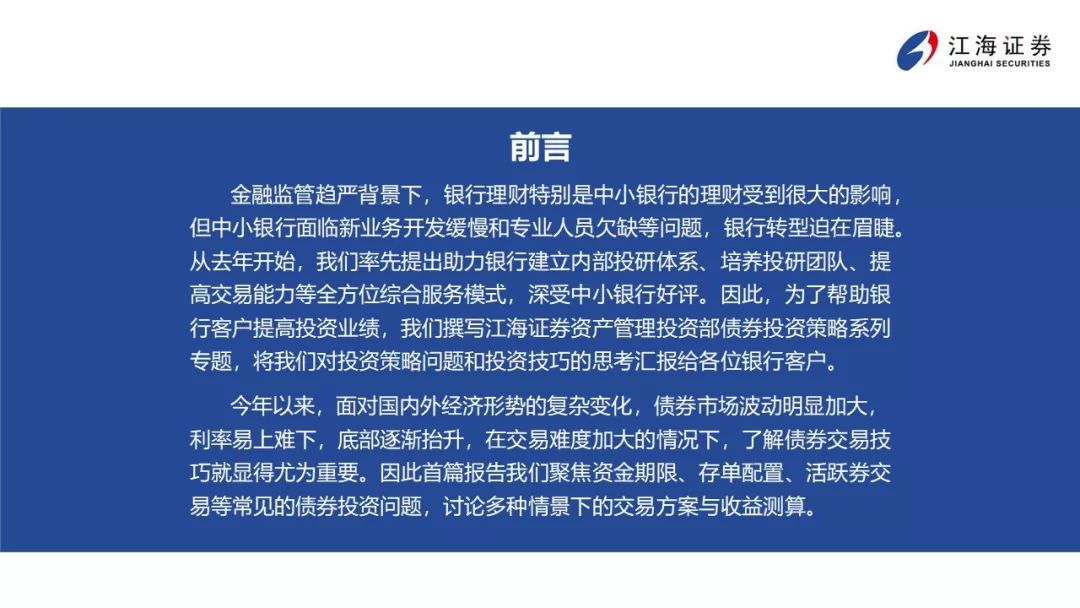 江海证券
JIANGHAI SECURITIES
前言
金融监管趋严背景下，银行理财特别是中小银行的理财受到很大的影响，
但中小银行面临新业务开发缓慢和专业人员欠缺等问题，银行转型迫在眉睫。
从去年开始，我们率先提出助力银行建立内部投研体系、培养投研团队、提
高交易能力等全方位综合服务模式，深受中小银行好评。因此，为了帮助银
行客户提高投资业绩，我们撰写江海证券资产管理投资部债券投资策略系列
专题，将我们对投资策略问题和投资技巧的思考汇报给各位银行客户。
今年以来，面对国内外经济形势的复杂变化，债券市场波动明显加大，
利率易上难下，底部逐渐抬升，在交易难度加大的情况下，了解债券交易技
巧就显得尤为重要。因此首篇报告我们聚焦资金期限、存单配置、活跃券交
易等常见的债券投资问题，讨论多种情景下的交易方案与收益测算。